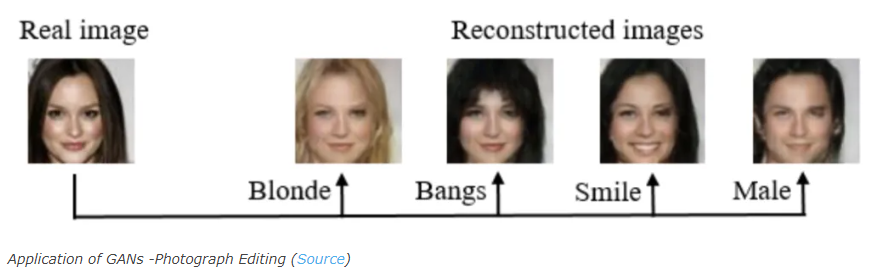 Real image
Reconstructed images
Blonde
Bangs
Smile
Male
Application of GANs -Photograph Editing (Source)